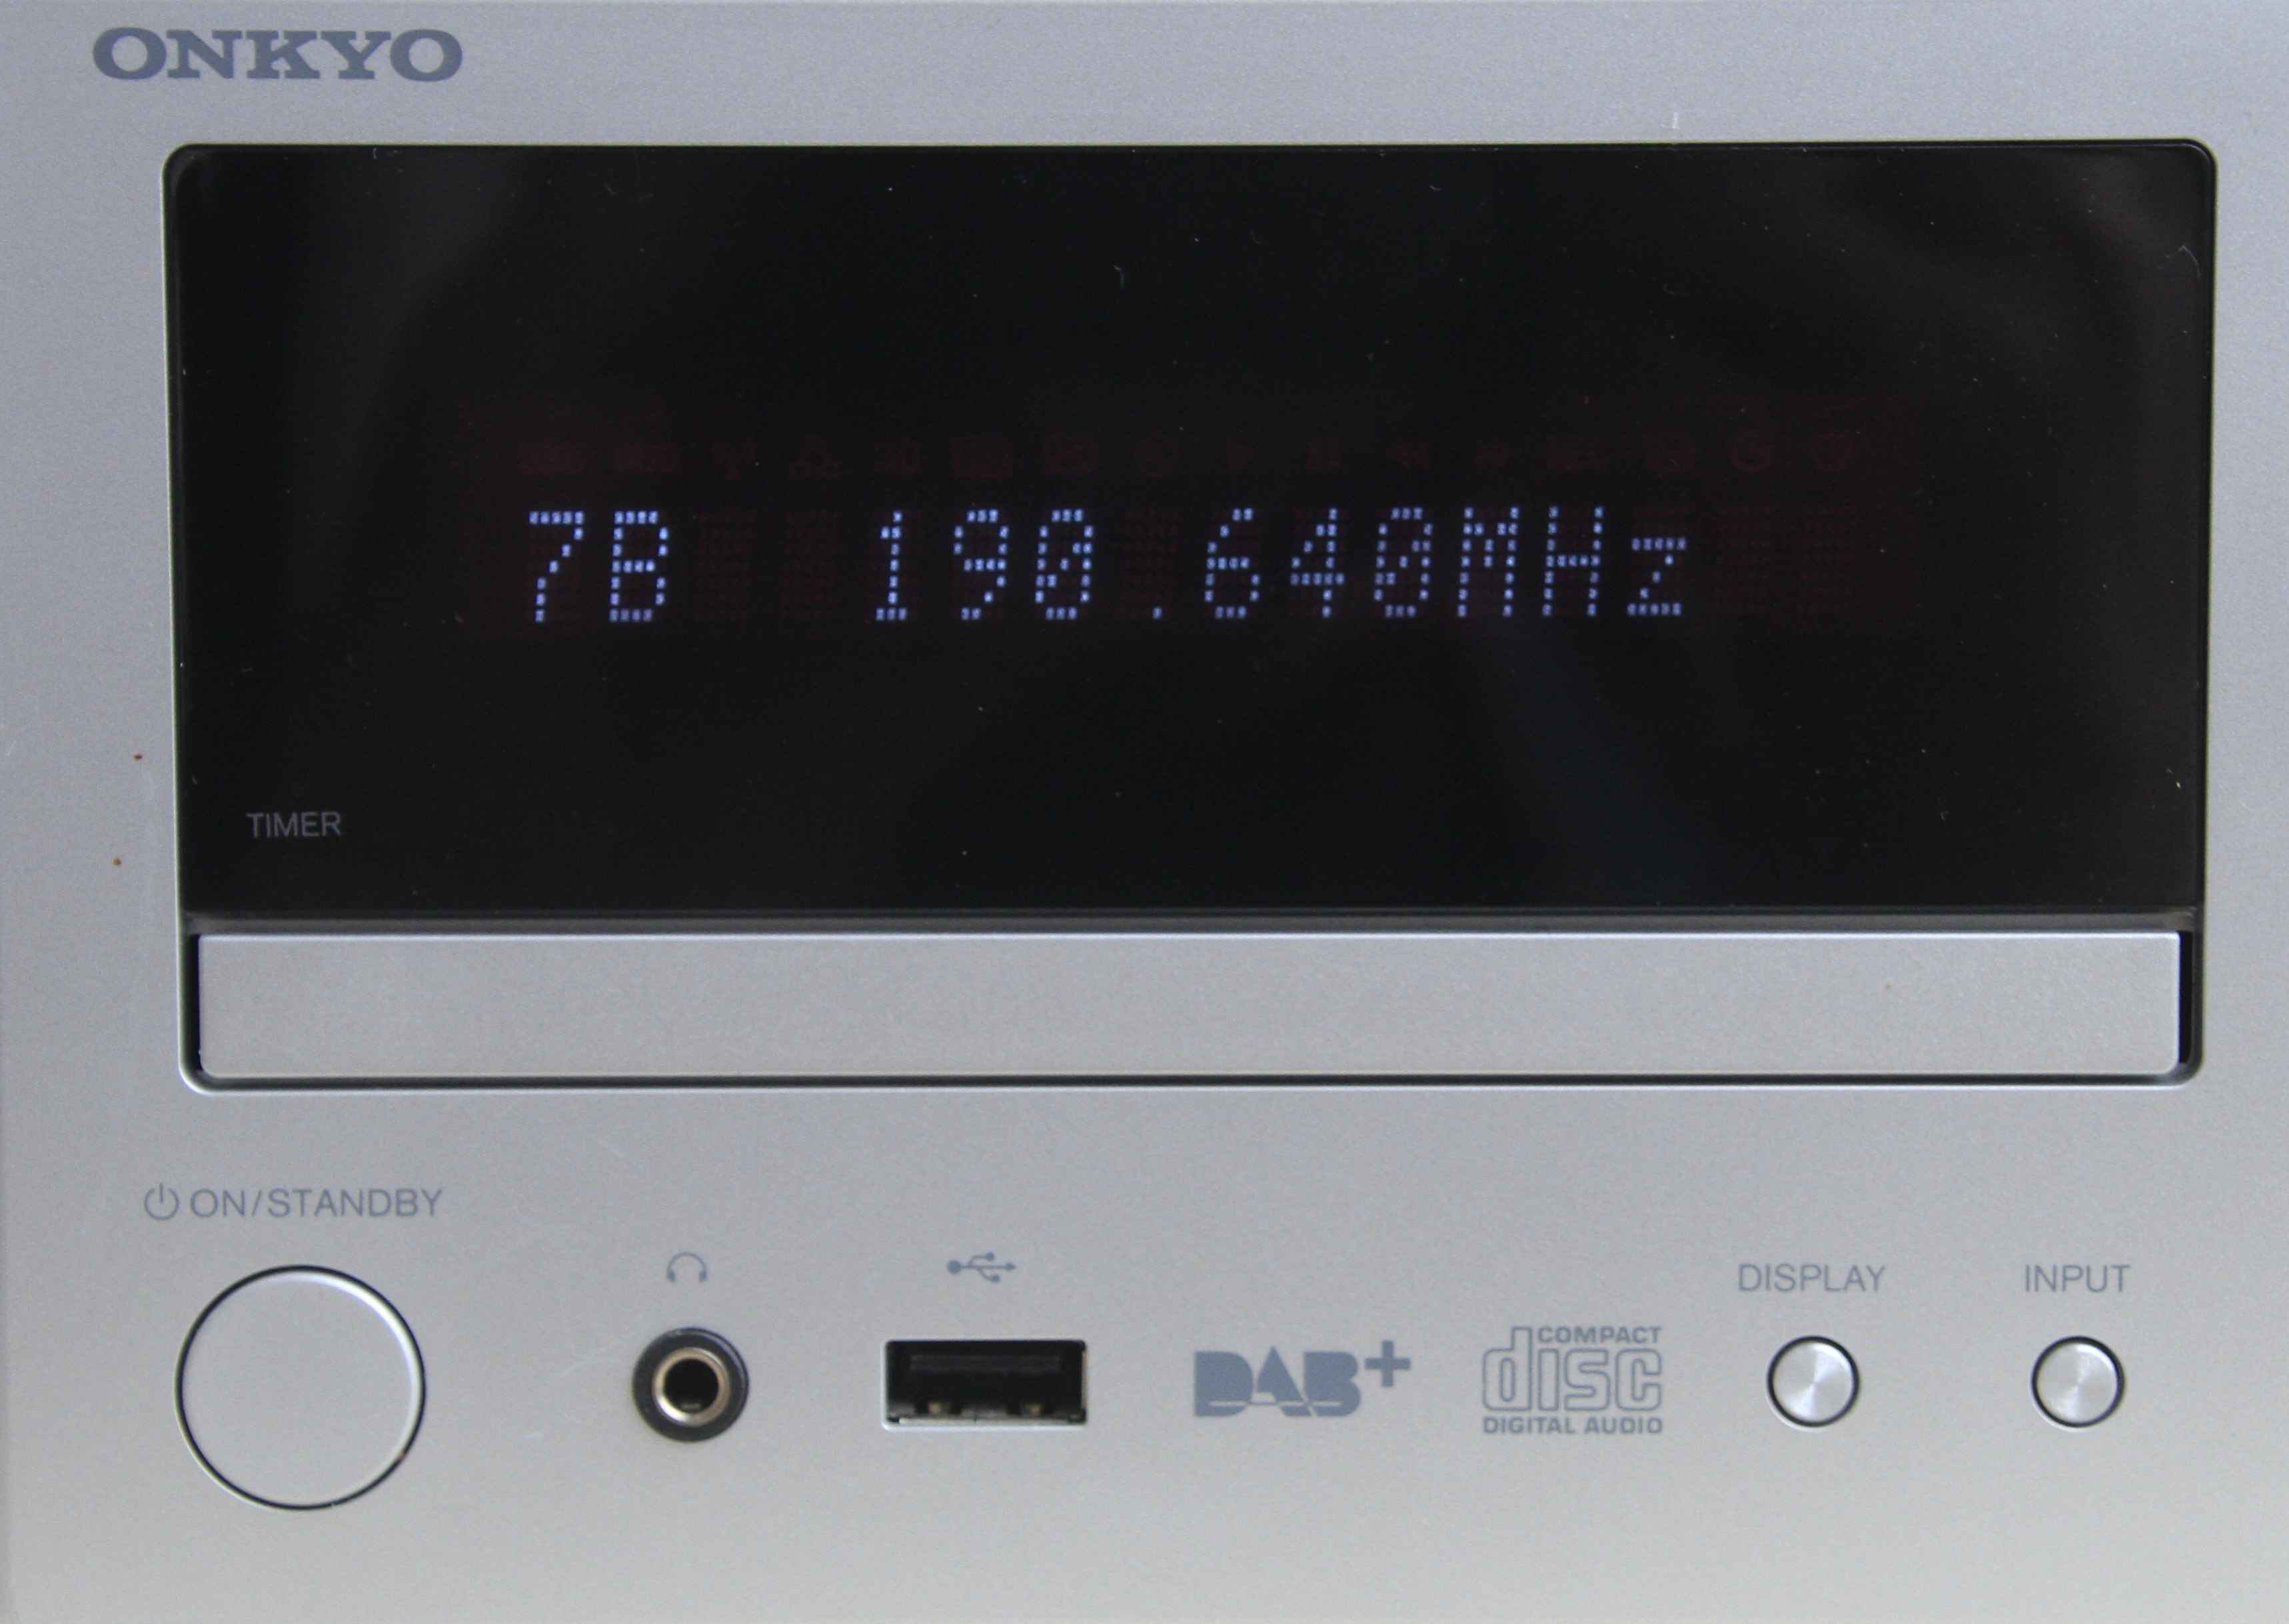 ONKYO
7B 190.640MHz
TIMER
ON/STANDBY
DISPLAY
INPUT
DAB+
COMPACT
disc
DIGITAL AUDIO